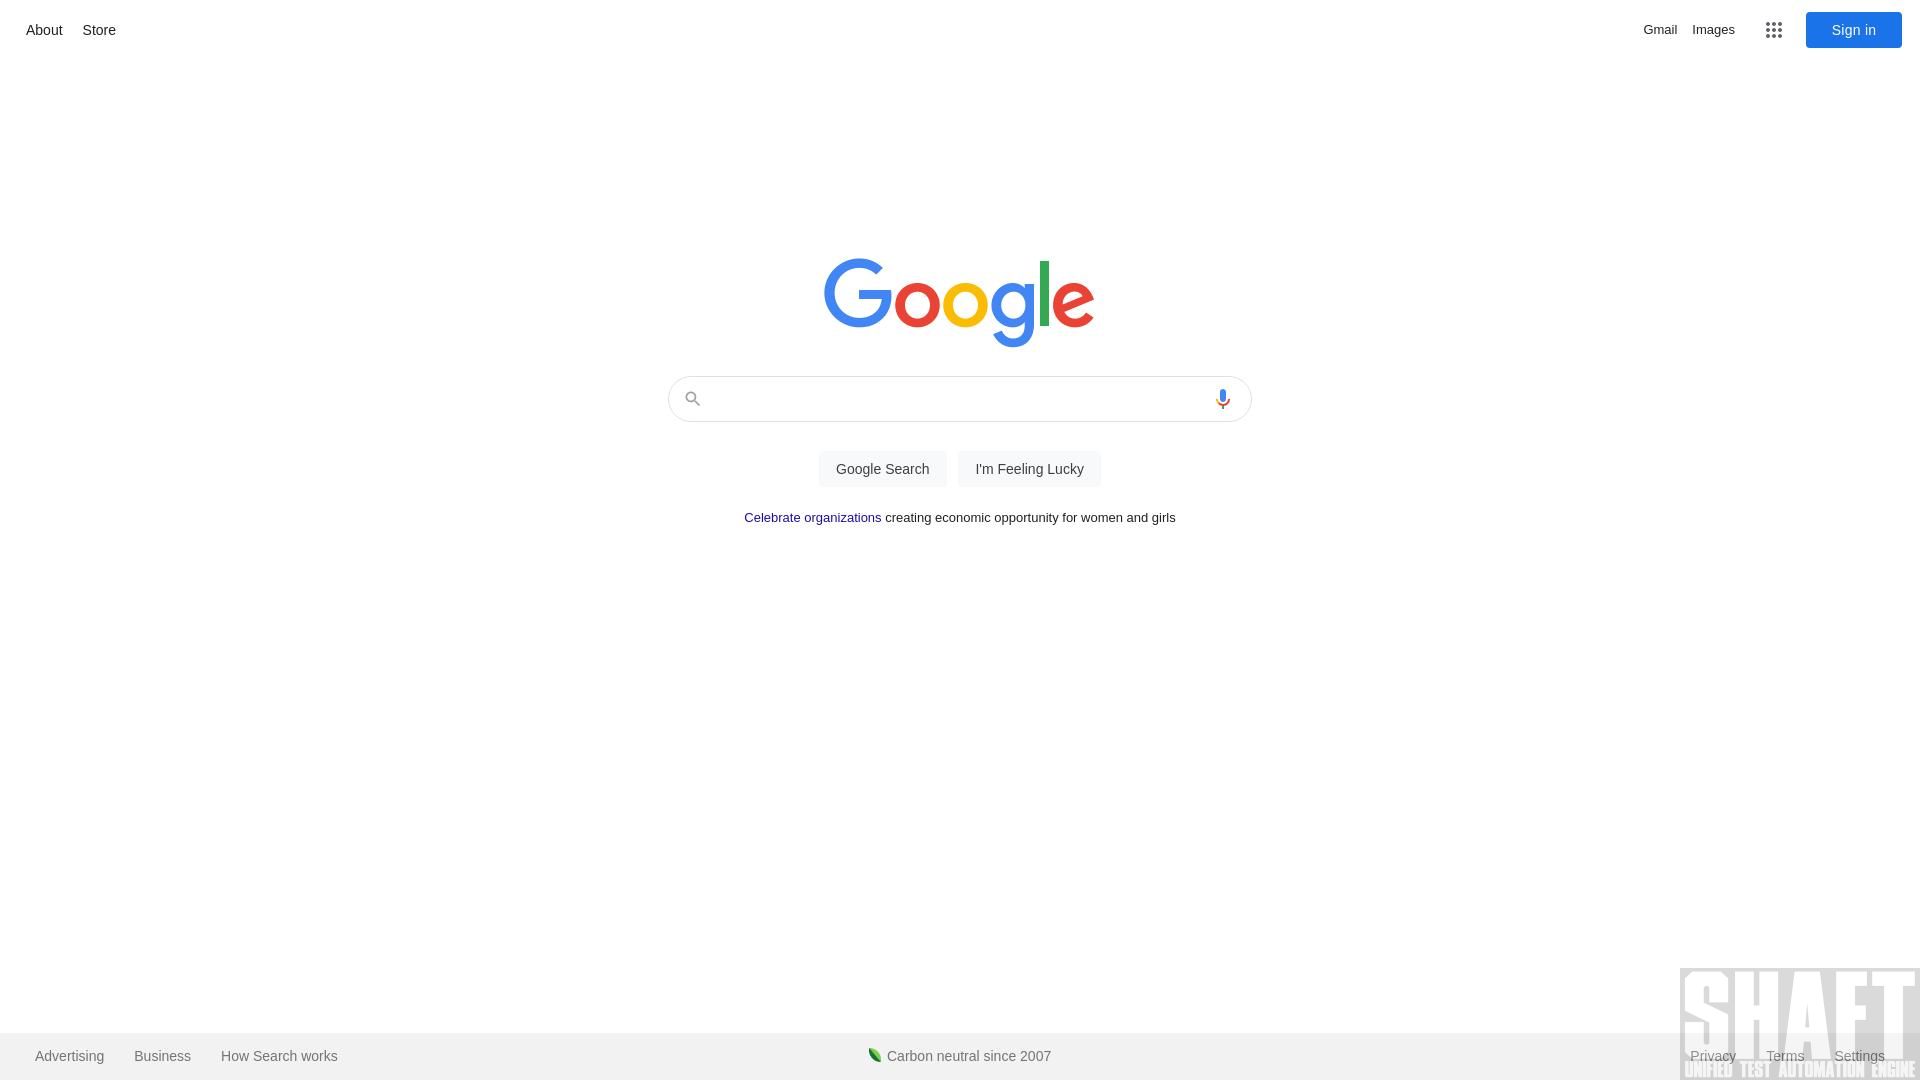 About Store
Gmail Images Sign in
Google
Google Search I'm Feeling Lucky
Celebrate organizations creating economic opportunity for women and girls
SHAFT
Advertising Business How Search works Carbon neutral since 2007 Privacy Terms Settings
UNIFIED TEST AUTOMATION ENGINE